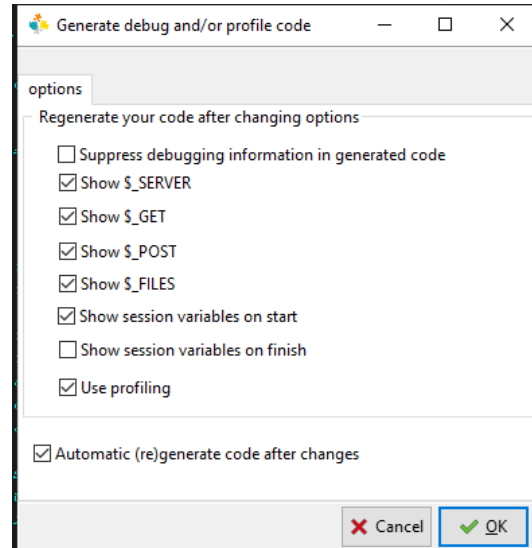 Generate debug and/or profile code
options
Regenerate your code after changing options
Suppress debugging information in generated code
Show $_SERVER
Show $_GET
Show $_POST
Show $_FILES
Show session variables on start
Show session variables on finish
Use profiling
Automatic (re)generate code after changes
Cancel OK